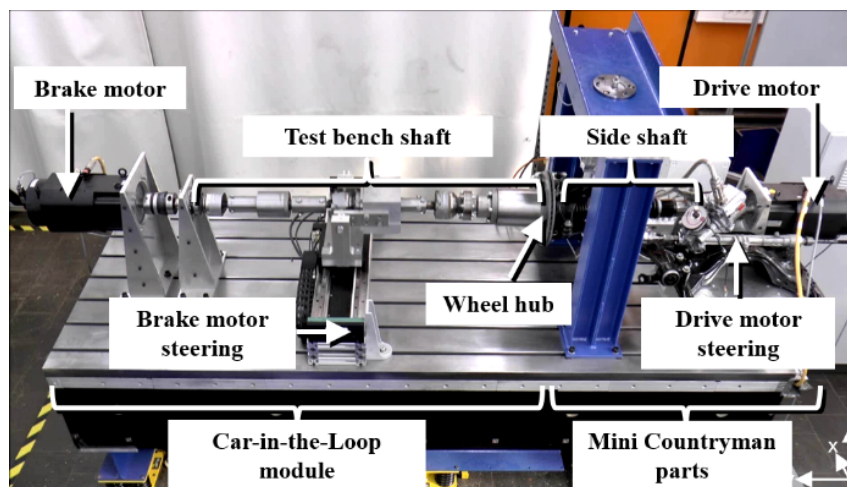 Brake motor
Drive motor
Test bench shaft
Side shaft
Wheel hub
Brake motor
steering
Drive motor
steering
Car-in-the-Loop
module
Mini Countryman
parts
x